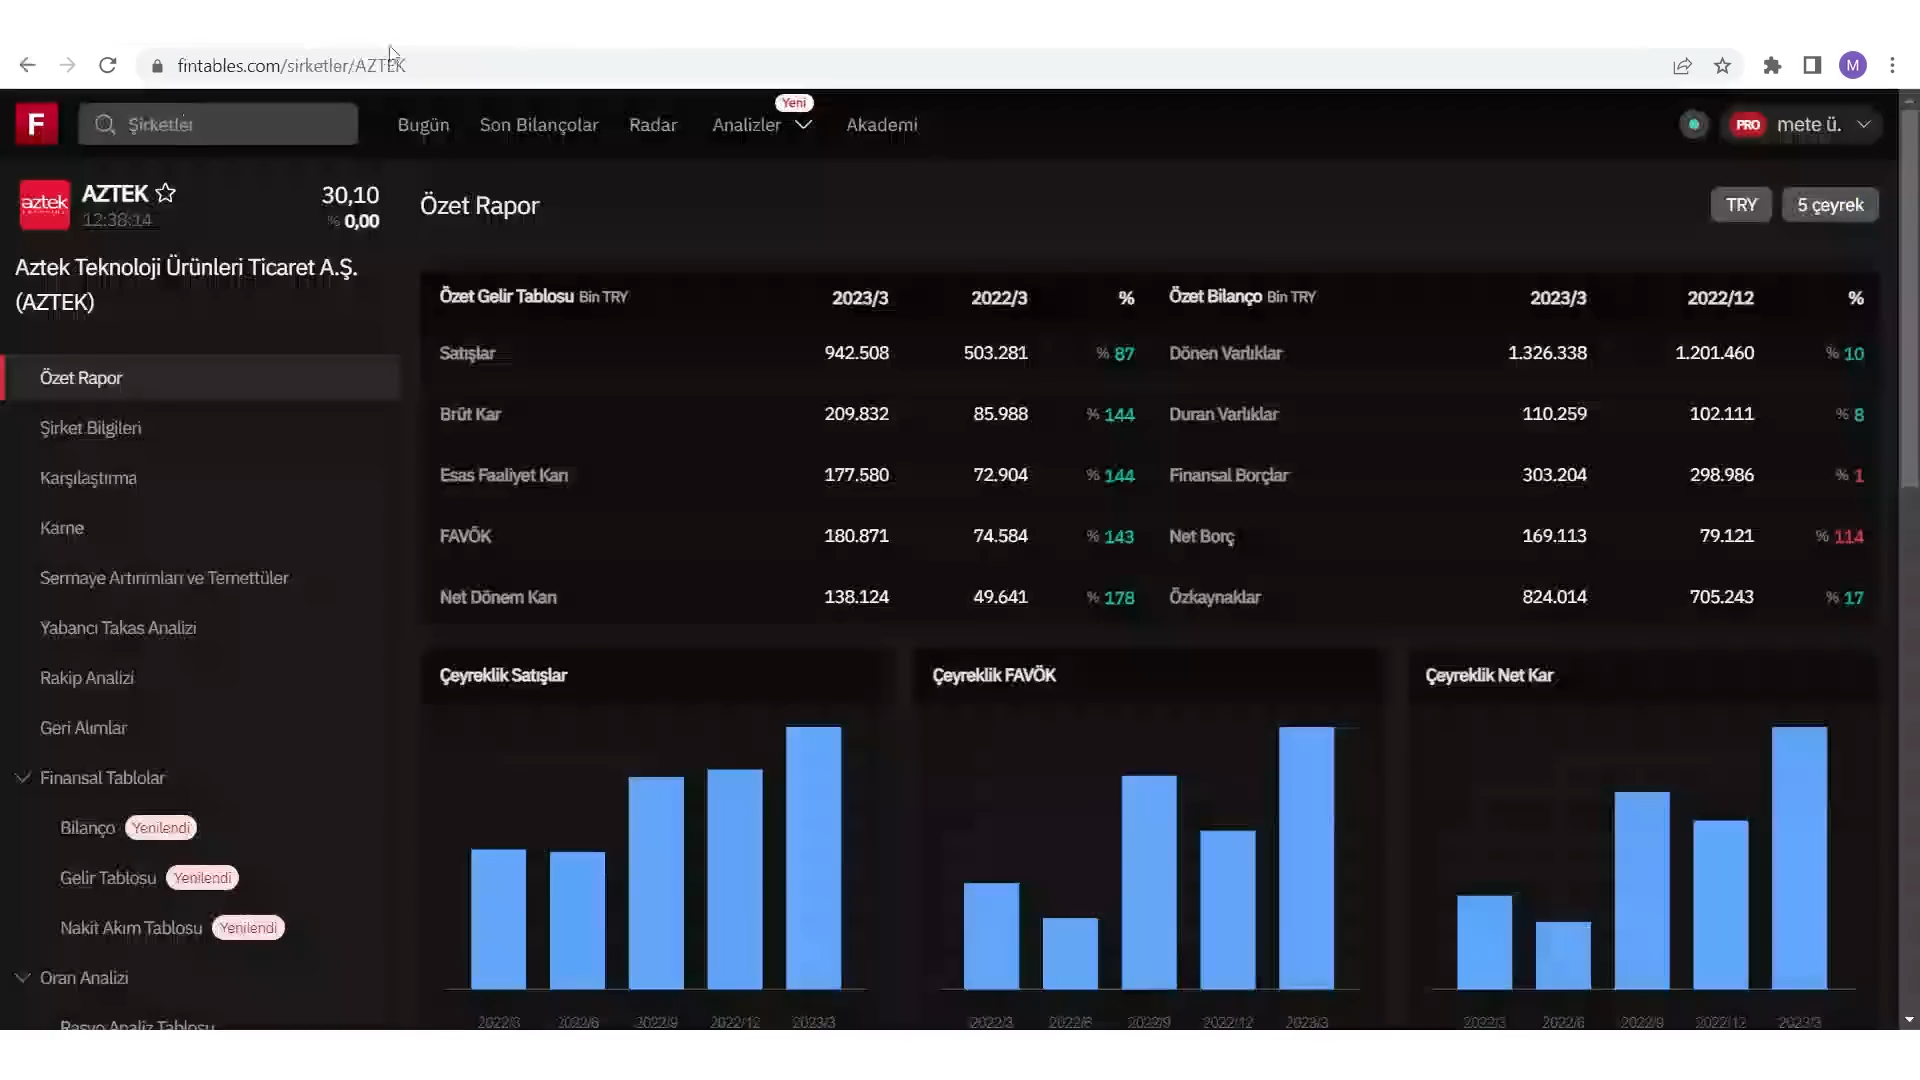 fintables.com/sirketler/AZTEK
M
F
Şirketler
Bugün
Son Bilançolar
Radar
Analizler
Yeni
Akademi
PRO
mete ü.
aztek
AZTEK
12:38:14
30,10
% 0,00
Aztek Teknoloji Ürünleri Ticaret A.Ş.
(AZTEK)
Özet Rapor
Şirket Bilgileri
Karşılaştırma
Karne
Sermaye Artırımları ve Temettüler
Yabancı Takas Analizi
Rakip Analizi
Geri Alımlar
Finansal Tablolar
Bilanço Yenilendi
Gelir Tablosu Yenilendi
Nakit Akım Tablosu Yenilendi
Oran Analizi
Rasyo Analiz Tablosu
Özet Rapor
TRY
5 çeyrek
Özet Gelir Tablosu Bin TRY 2023/3 2022/3 %
Satışlar 942.508 503.281 % 87
Brüt Kar 209.832 85.988 % 144
Esas Faaliyet Karı 177.580 72.904 % 144
FAVÖK 180.871 74.584 % 143
Net Dönem Karı 138.124 49.641 % 178
Özet Bilanço Bin TRY 2023/3 2022/12 %
Dönen Varlıklar 1.326.338 1.201.460 % 10
Duran Varlıklar 110.259 102.111 % 8
Finansal Borçlar 303.204 298.986 % 1
Net Borç 169.113 79.121 % 114
Özkaynaklar 824.014 705.243 % 17
Çeyreklik Satışlar
2022/3 2022/6 2022/9 2022/12 2023/3
Çeyreklik FAVÖK
2022/3 2022/6 2022/9 2022/12 2023/3
Çeyreklik Net Kar
2022/3 2022/6 2022/9 2022/12 2023/3